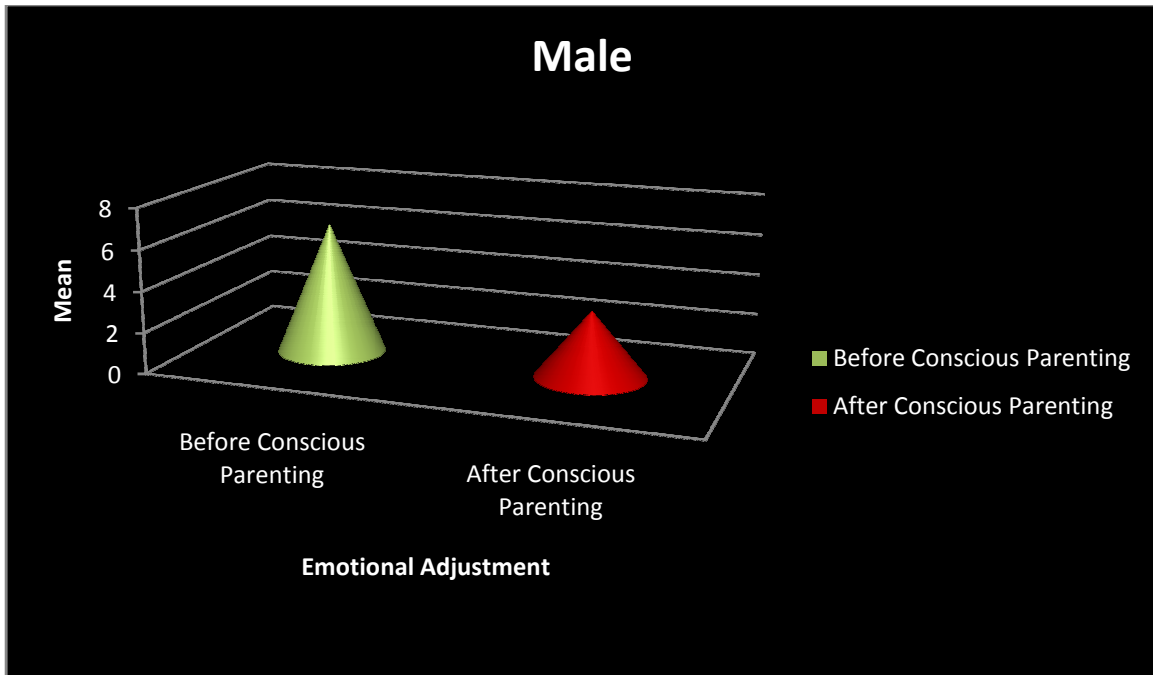 Male
8
6
4
2
0
Mean
Before Conscious
Parenting
After Conscious
Parenting
Emotional Adjustment
Before Conscious Parenting
After Conscious Parenting